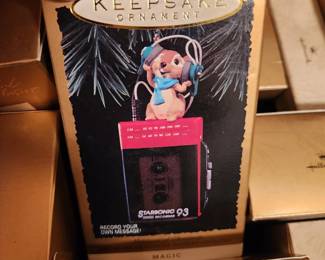 KEEPSAKE
ORNAMENT
STARSONIC 93
RECORD YOUR
OWN MESSAGE!
MAGIC